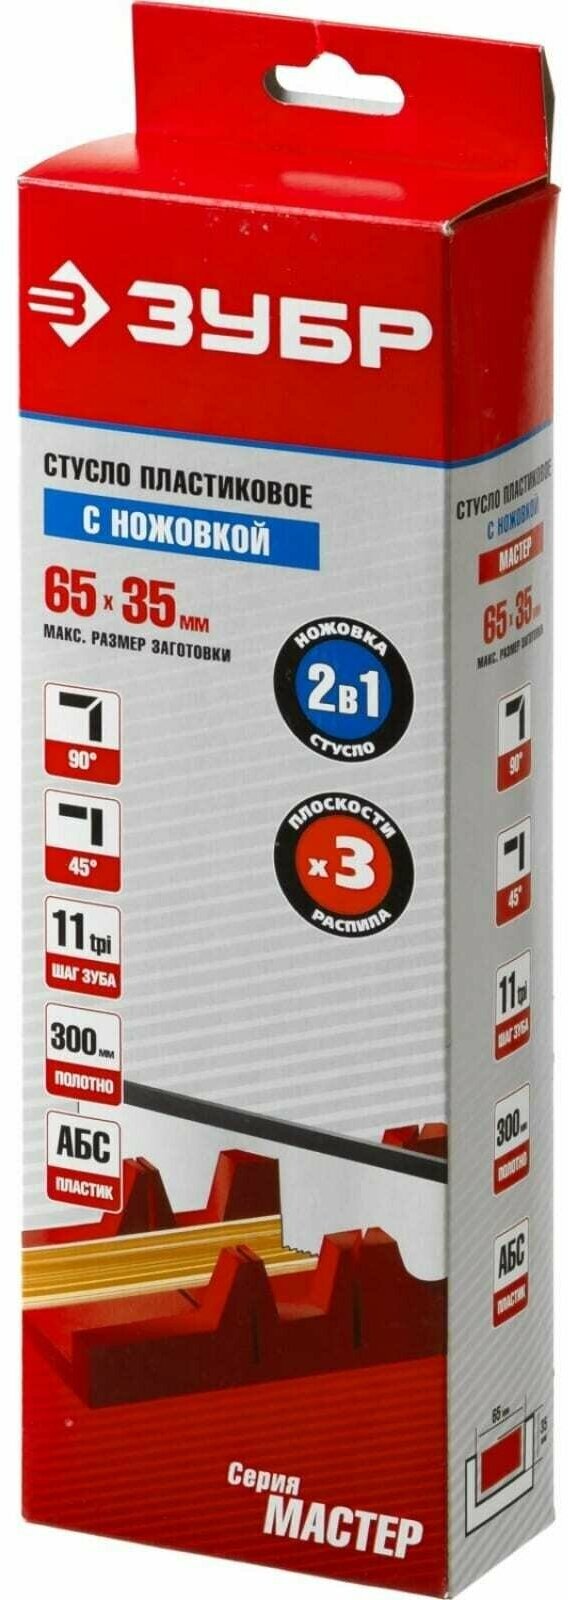 ЗУБР
СТУСЛО ПЛАСТИКОВОЕ
С НОЖОВКОЙ
65 x 35 мм
МАКС. РАЗМЕР ЗАГОТОВКИ
НОЖОВКА
2в1
СТУСЛО
90°
45°
ПЛОСКОСТИ
x3
РАСПИЛА
11 tpi
ШАГ ЗУБА
300 мм
ПОЛОТНО
АБС
ПЛАСТИК
Серия
МАСТЕР
СТУСЛО ПЛАСТИКОВОЕ
С НОЖОВКОЙ
МАСТЕР
65 x 35 мм
МАКС. РАЗМЕР ЗАГОТОВКИ
90°
45°
11 tpi
ШАГ ЗУБА
300 мм
ПОЛОТНО
АБС
ПЛАСТИК
65 мм
35 мм